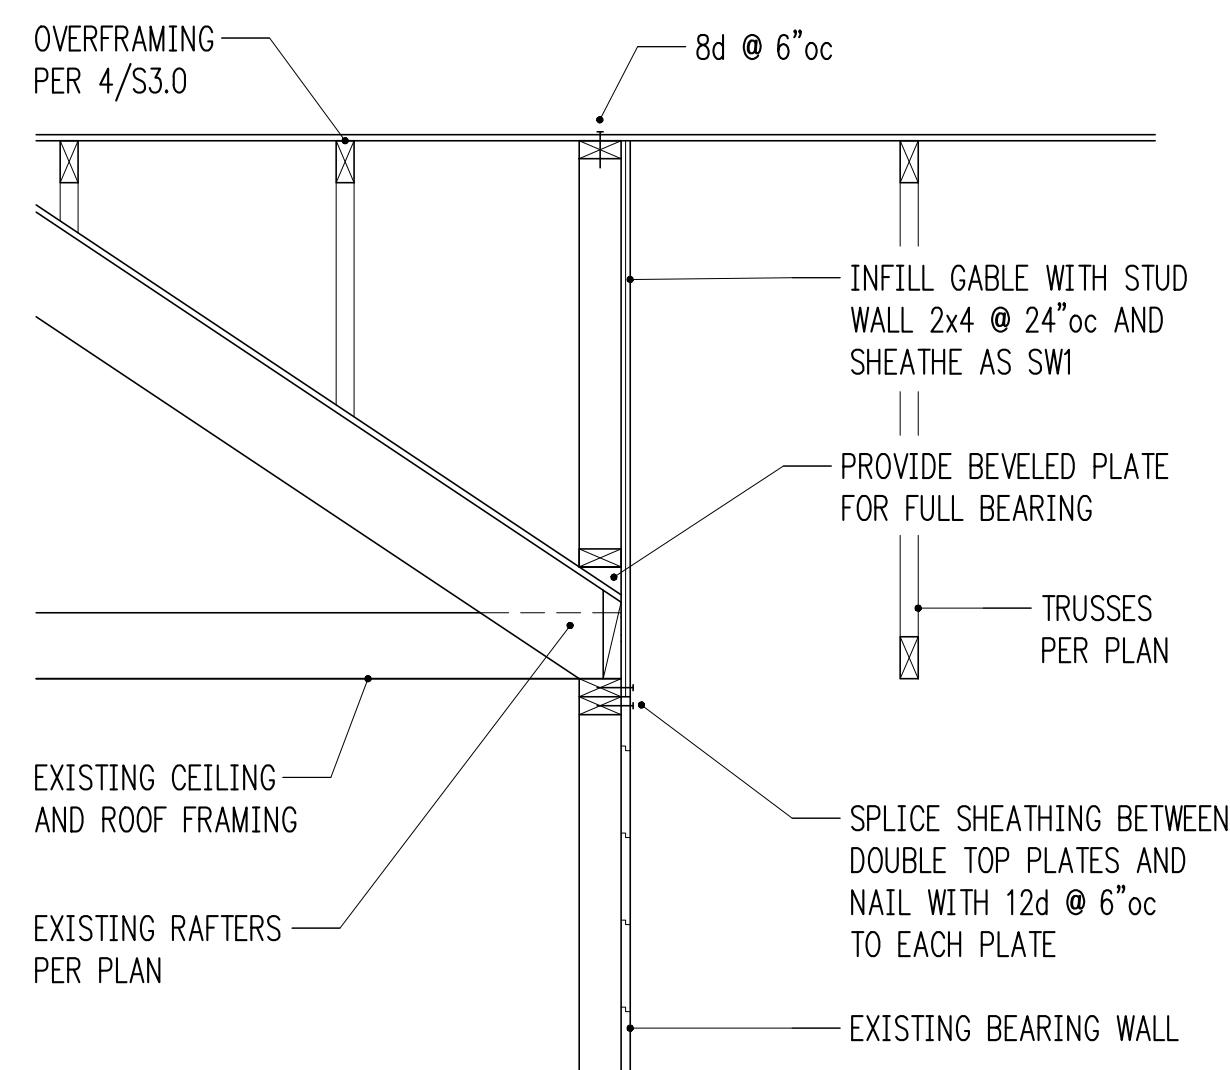 OVERFRAMING
PER 4/S3.0
8d @ 6"oc
INFILL GABLE WITH STUD
WALL 2x4 @ 24"oc AND
SHEATHE AS SW1
PROVIDE BEVELED PLATE
FOR FULL BEARING
TRUSSES
PER PLAN
EXISTING CEILING
AND ROOF FRAMING
SPLICE SHEATHING BETWEEN
DOUBLE TOP PLATES AND
NAIL WITH 12d @ 6"oc
TO EACH PLATE
EXISTING RAFTERS
PER PLAN
EXISTING BEARING WALL